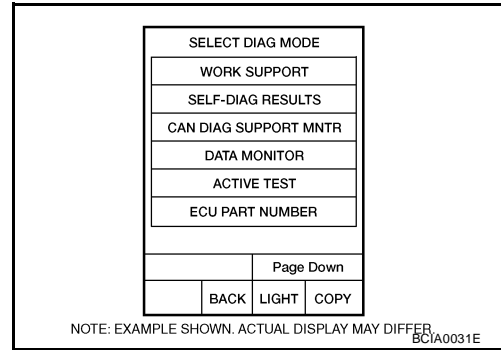 SELECT DIAG MODE
WORK SUPPORT
SELF-DIAG RESULTS
CAN DIAG SUPPORT MNTR
DATA MONITOR
ACTIVE TEST
ECU PART NUMBER
Page Down
BACK LIGHT COPY
NOTE: EXAMPLE SHOWN. ACTUAL DISPLAY MAY DIFFER.
BCIA0031E